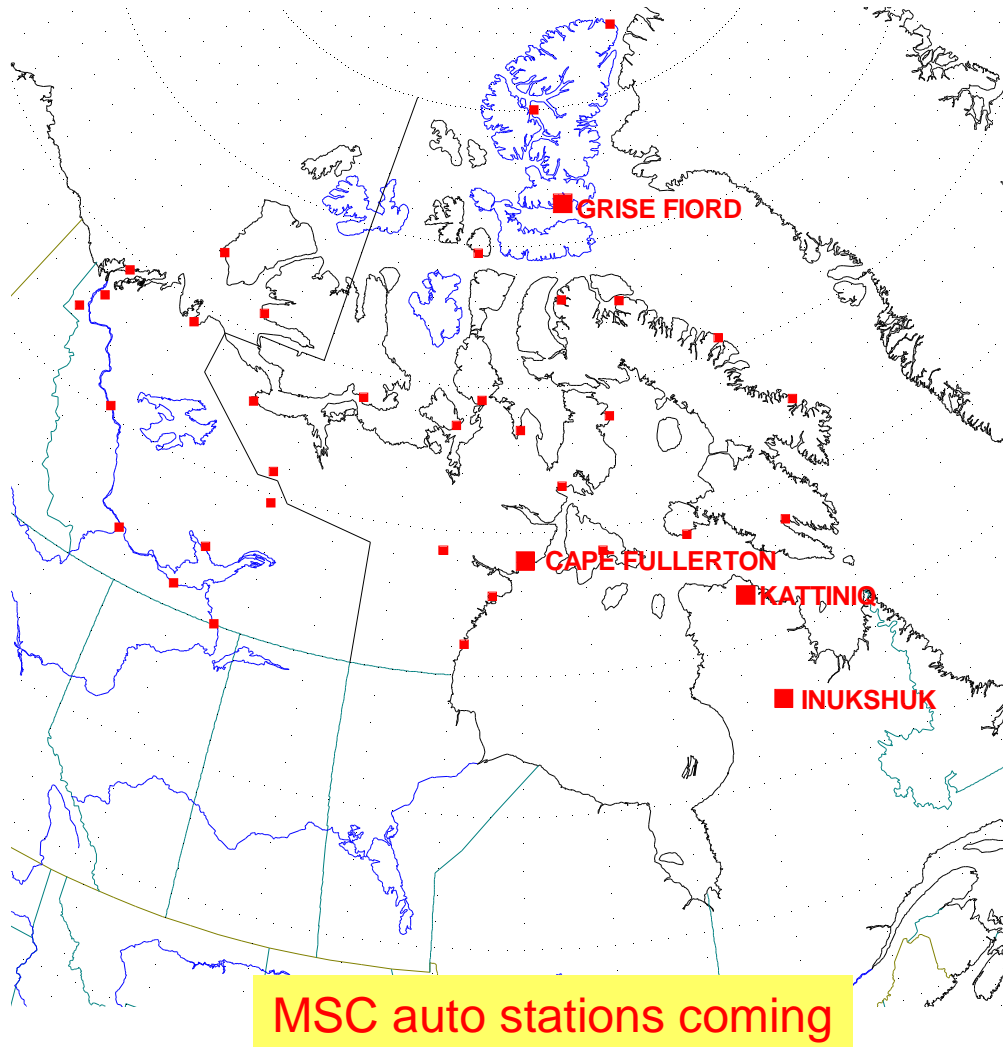 GRISE FIORD
CAPE FULLERTON
KATTINIQ
INUKSHUK
MSC auto stations coming